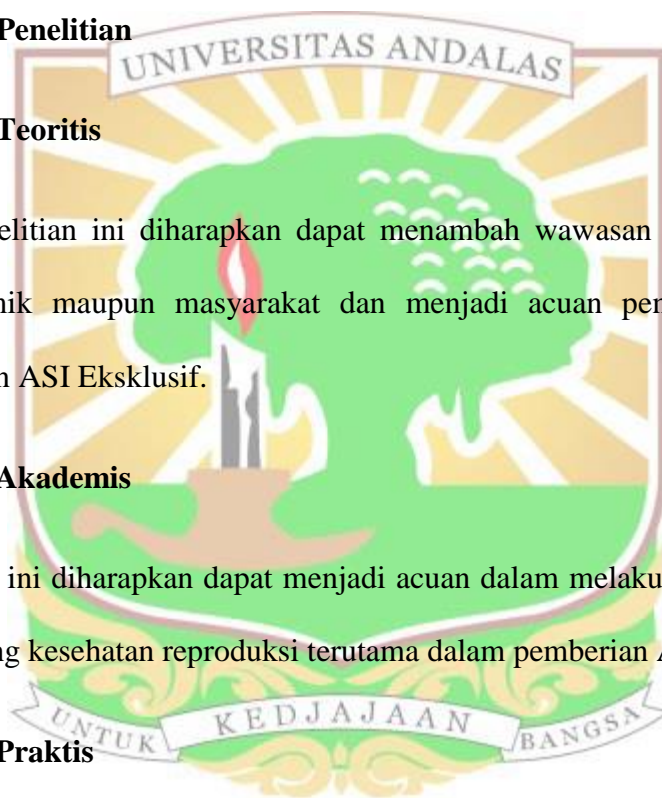 Penelitian
UNIVERSITAS ANDALAS
Teoritis
elitian ini diharapkan dapat menambah wawasan
nik maupun masyarakat dan menjadi acuan pen
n ASI Eksklusif.
Akademis
ini diharapkan dapat menjadi acuan dalam melaku
ng kesehatan reproduksi terutama dalam pemberian A
UNTUK KEDJAJAAN BANGSA
Praktis